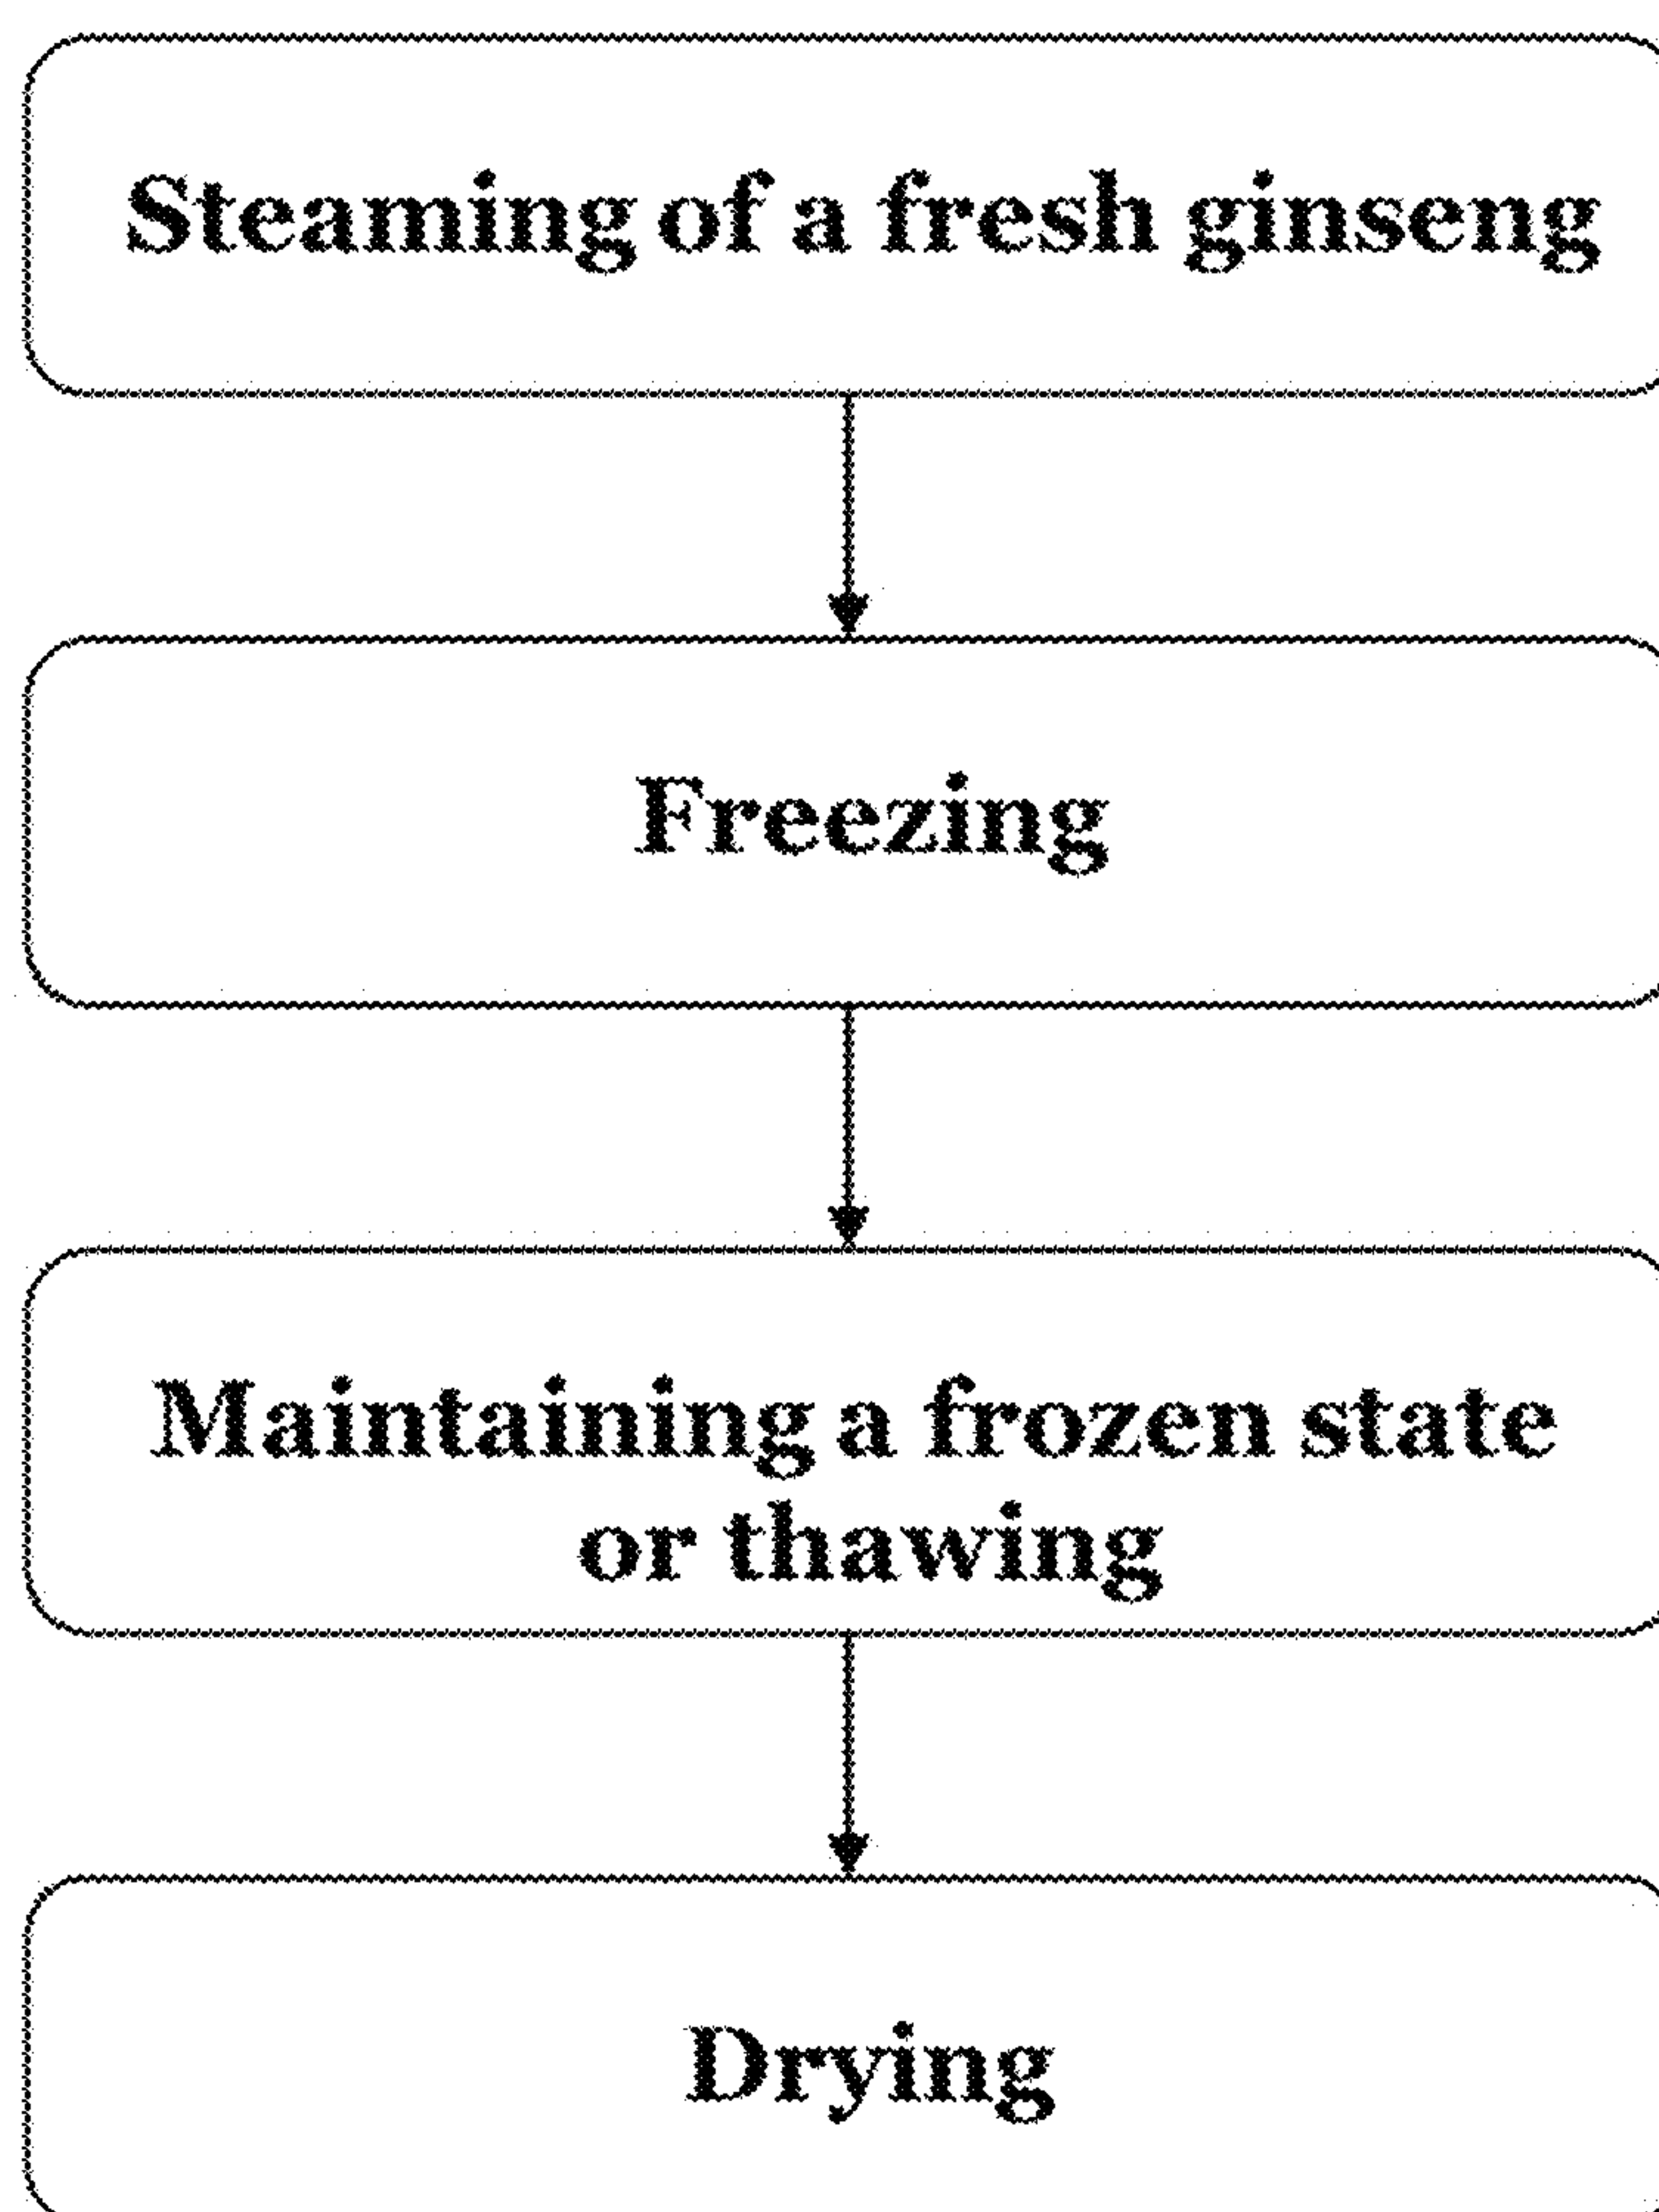 Steaming of a fresh ginseng
Freezing
Maintaining a frozen state
or thawing
Drying